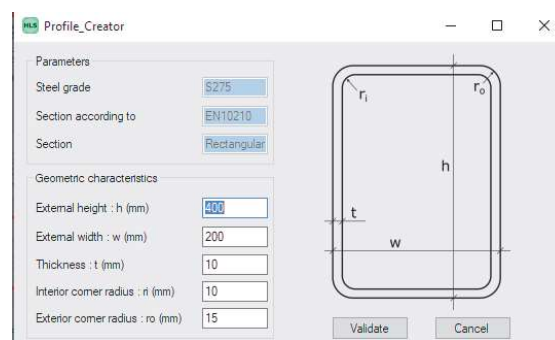 HLS Profile_Creator
Parameters
Steel grade S275
Section according to EN10210
Section Rectangular
Geometric characteristics
External height : h (mm) 400
External width : w (mm) 200
Thickness : t (mm) 10
Interior corner radius : ri (mm) 10
Exterior corner radius : ro (mm) 15
ri ro
h
t
w
Validate Cancel